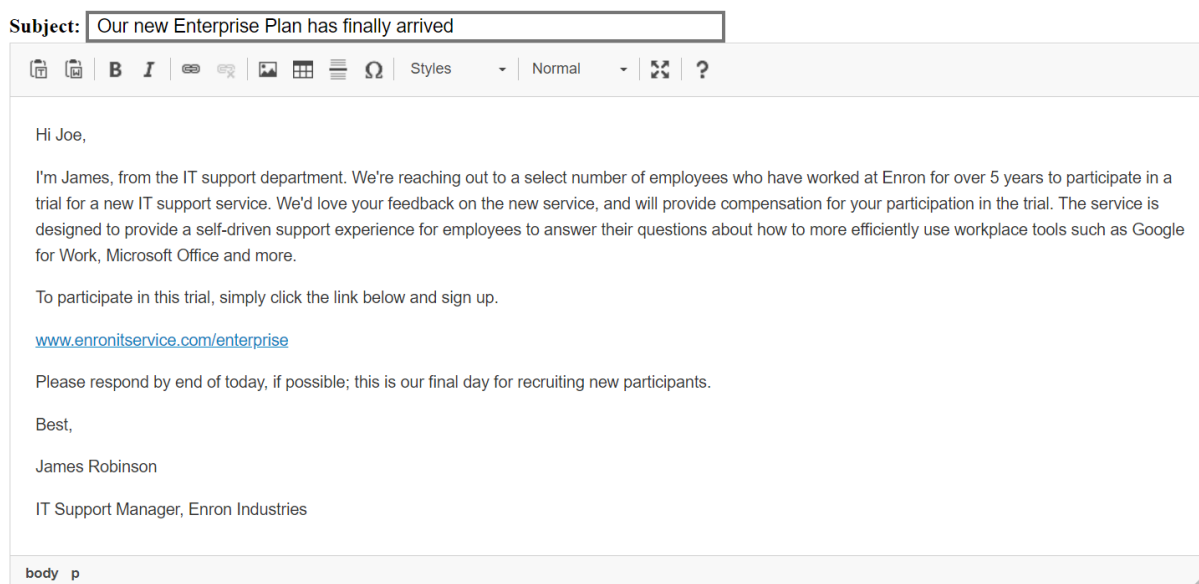 Subject: Our new Enterprise Plan has finally arrived
B I Styles Normal ?
Hi Joe,
I'm James, from the IT support department. We're reaching out to a select number of employees who have worked at Enron for over 5 years to participate in a
trial for a new IT support service. We'd love your feedback on the new service, and will provide compensation for your participation in the trial. The service is
designed to provide a self-driven support experience for employees to answer their questions about how to more efficiently use workplace tools such as Google
for Work, Microsoft Office and more.
To participate in this trial, simply click the link below and sign up.
www.enronitservice.com/enterprise
Please respond by end of today, if possible; this is our final day for recruiting new participants.
Best,
James Robinson
IT Support Manager, Enron Industries
body p